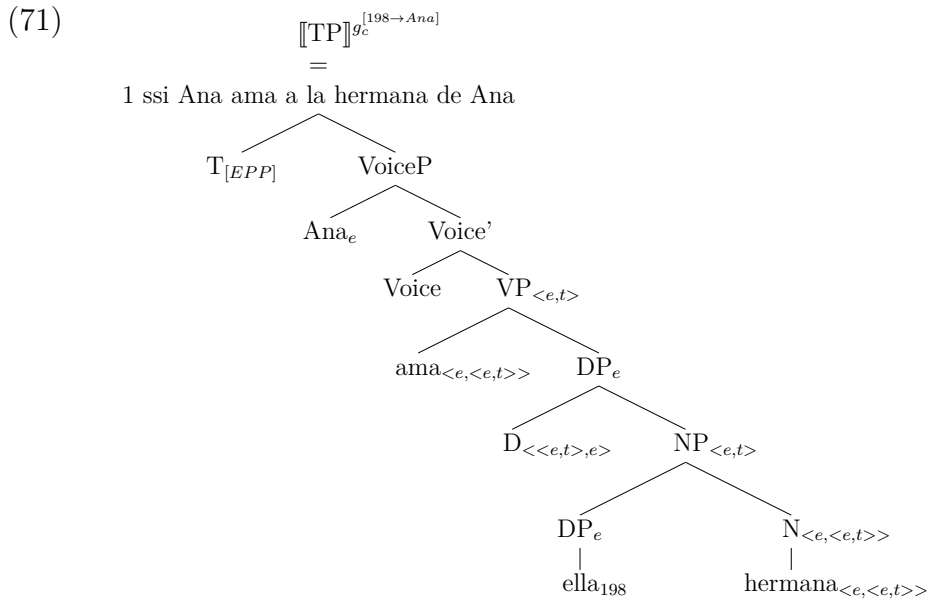 (71)
⟦TP⟧^{g_c^{[198→Ana]}}
=
1 ssi Ana ama a la hermana de Ana
T_{[EPP]} VoiceP
Ana_e Voice’
Voice VP_{<e,t>}
ama_{<e,<e,t>>} DP_e
D_{<<e,t>,e>} NP_{<e,t>}
DP_e N_{<e,<e,t>>}
ella_{198} hermana_{<e,<e,t>>}